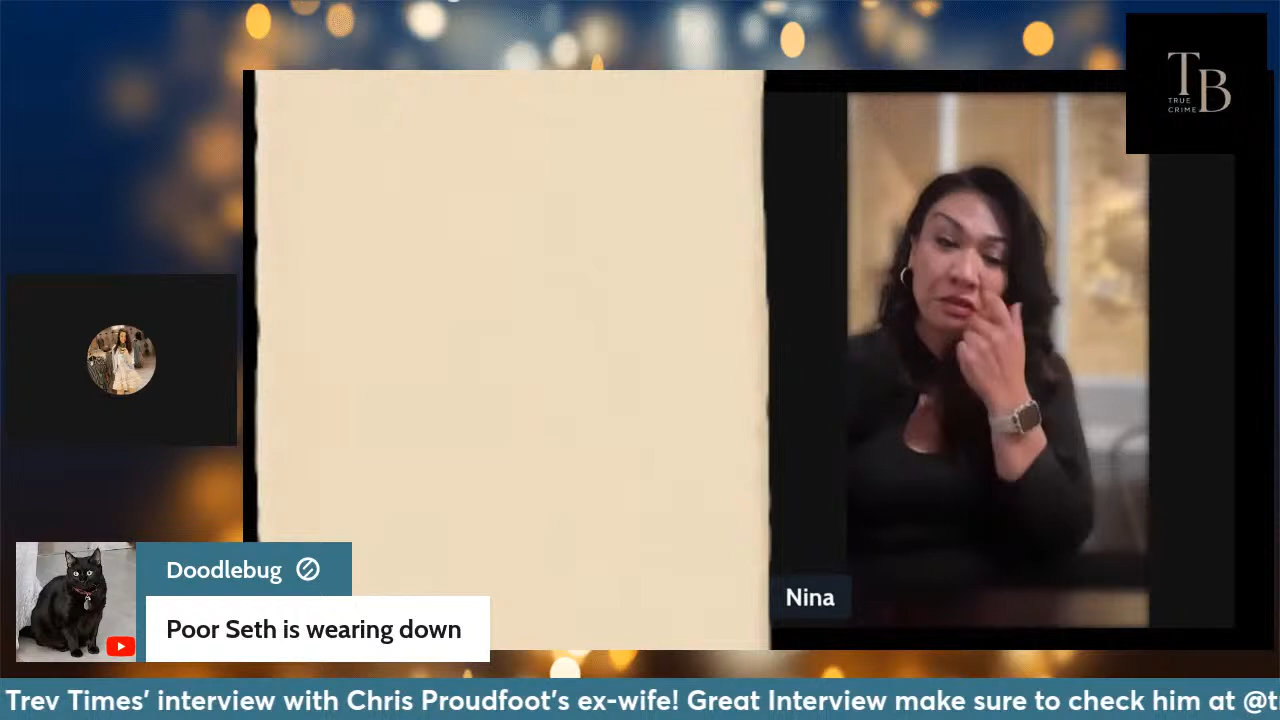 TB
TRUE
CRIME
Nina
Doodlebug
Poor Seth is wearing down
Trev Times' interview with Chris Proudfoot's ex-wife! Great Interview make sure to check him at @t